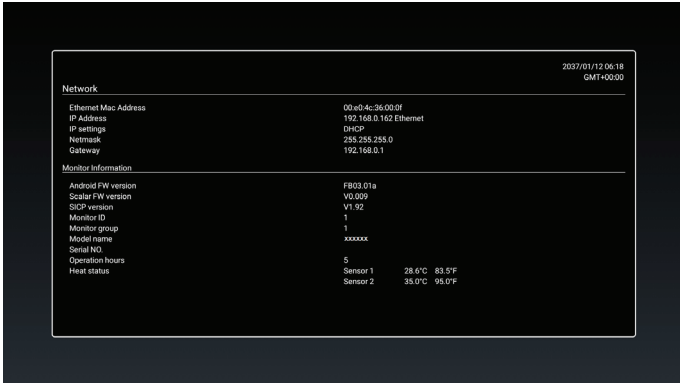 2037/01/12 06:18
GMT+00:00
Network
Ethernet Mac Address 00:e0:4c:36:00:0f
IP Address 192.168.0.162 Ethernet
IP settings DHCP
Netmask 255.255.255.0
Gateway 192.168.0.1
Monitor Information
Android FW version FB03.01a
Scalar FW version V0.009
SICP version V1.92
Monitor ID 1
Monitor group 1
Model name xxxxxx
Serial NO.
Operation hours 5
Heat status Sensor 1 28.6°C 83.5°F
Sensor 2 35.0°C 95.0°F